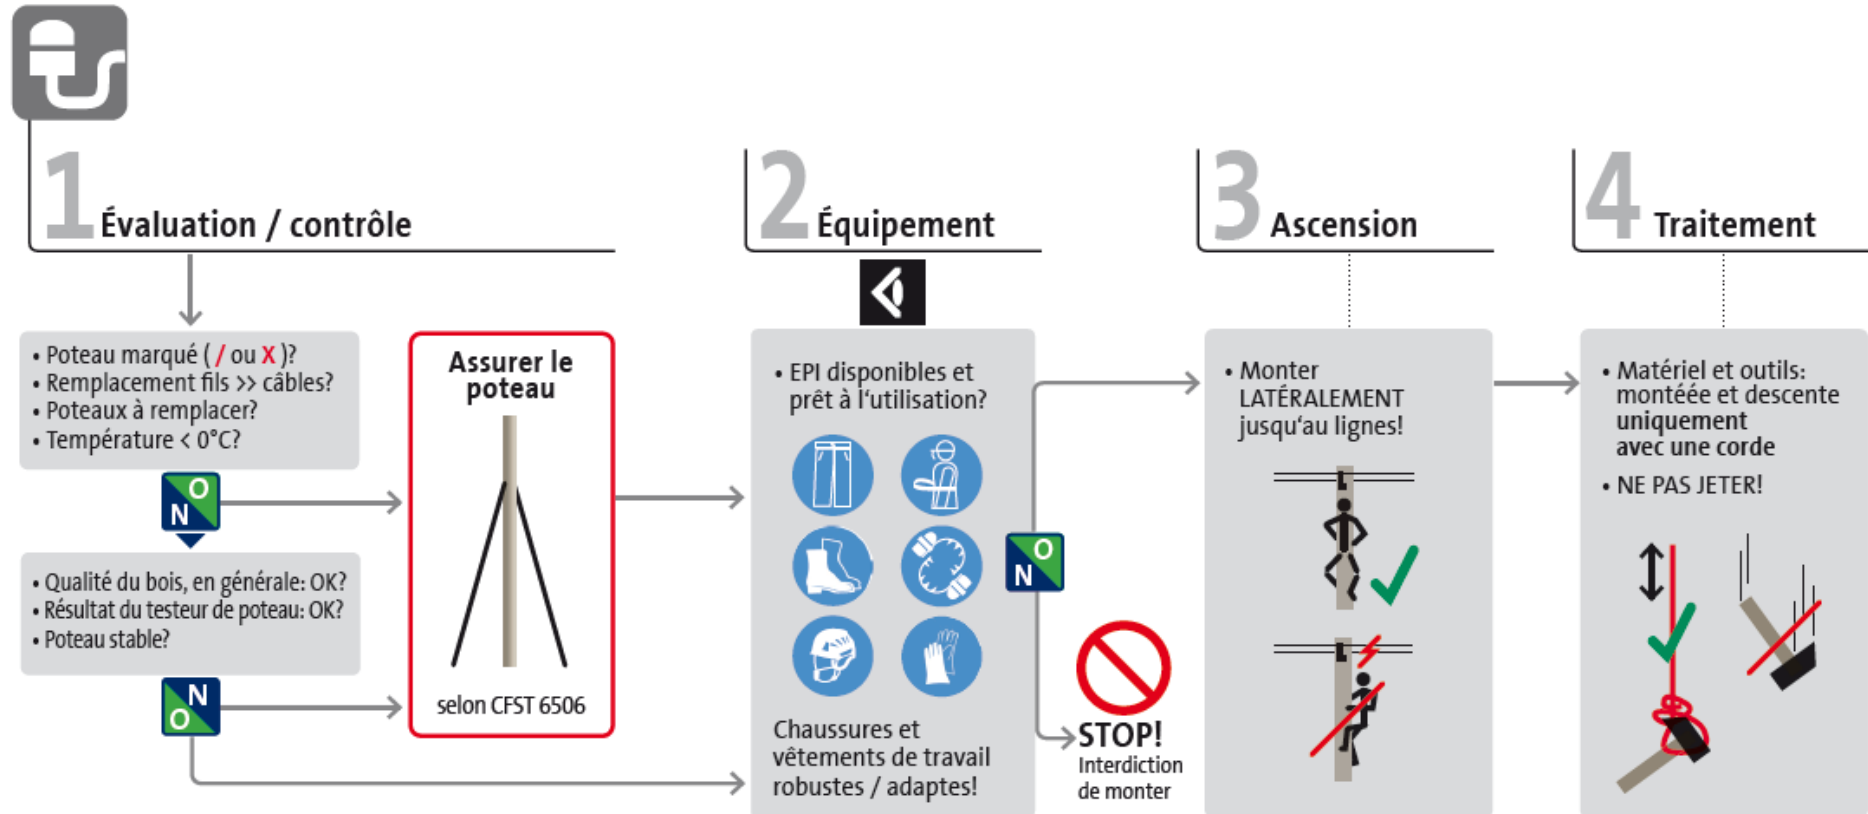 1 Évaluation / contrôle
• Poteau marqué ( / ou X )?
• Remplacement fils >> câbles?
• Poteaux à remplacer?
• Température < 0°C?
O
N
• Qualité du bois, en générale: OK?
• Résultat du testeur de poteau: OK?
• Poteau stable?
N
O
Assurer le
poteau
selon CFST 6506
2 Équipement
• EPI disponibles et
prêt à l'utilisation?
Chaussures et
vêtements de travail
robustes / adaptes!
O
N
STOP!
Interdiction
de monter
3 Ascension
• Monter
LATÉRALEMENT
jusqu'au lignes!
4 Traitement
• Matériel et outils:
montéée et descente
uniquement
avec une corde
• NE PAS JETER!